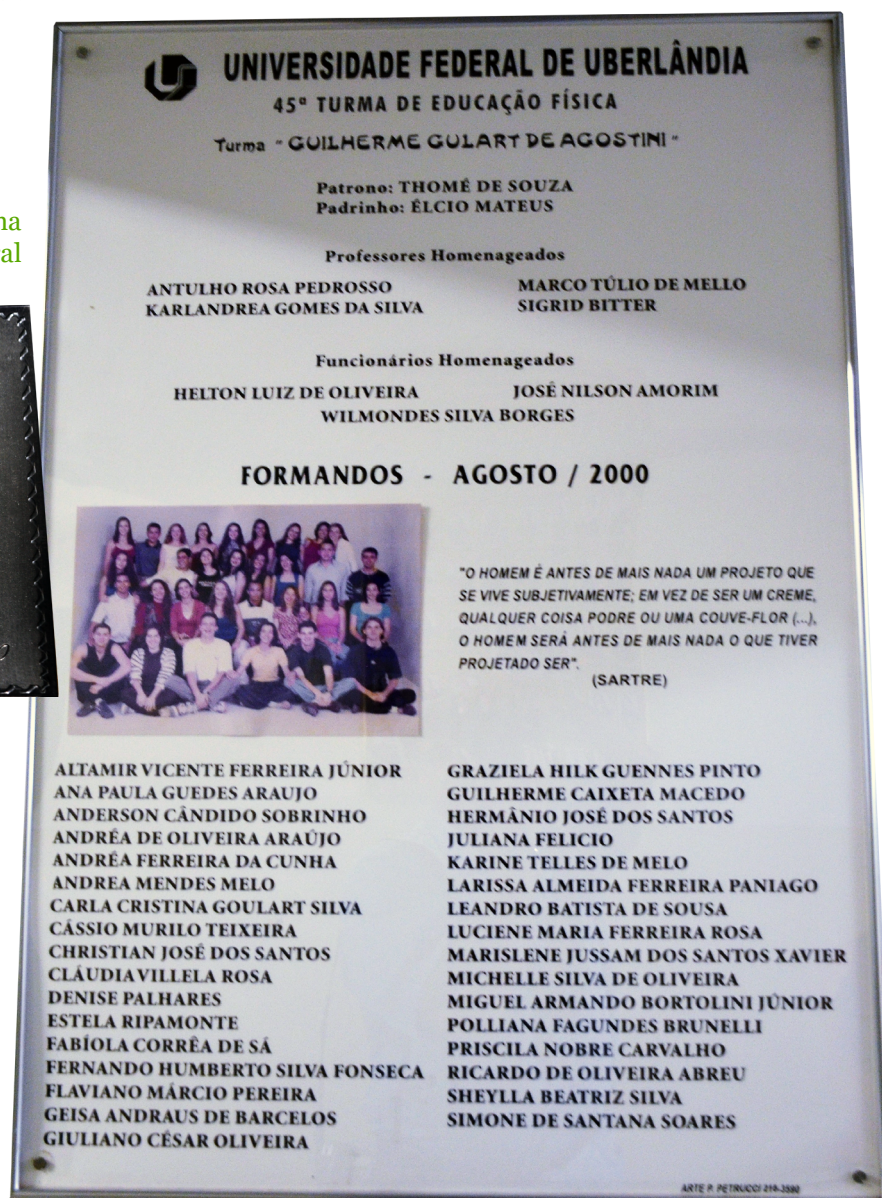 UNIVERSIDADE FEDERAL DE UBERLÂNDIA
45ª TURMA DE EDUCAÇÃO FÍSICA
Turma "GUILHERME GULART DE AGOSTINI"
Patrono: THOMÉ DE SOUZA
Padrinho: ÉLCIO MATEUS
Professores Homenageados
ANTULHO ROSA PEDROSSO MARCO TÚLIO DE MELLO
KARLANDREA GOMES DA SILVA SIGRID BITTER
Funcionários Homenageados
HELTON LUIZ DE OLIVEIRA JOSÉ NILSON AMORIM
WILMONDES SILVA BORGES
FORMANDOS - AGOSTO / 2000
"O HOMEM É ANTES DE MAIS NADA UM PROJETO QUE
SE VIVE SUBJETIVAMENTE; EM VEZ DE SER UM CREME,
QUALQUER COISA PODRE OU UMA COUVE-FLOR (...),
O HOMEM SERÁ ANTES DE MAIS NADA O QUE TIVER
PROJETADO SER".
(SARTRE)
ALTAMIR VICENTE FERREIRA JÚNIOR
ANA PAULA GUEDES ARAUJO
ANDERSON CÂNDIDO SOBRINHO
ANDRÉA DE OLIVEIRA ARAÚJO
ANDRÉA FERREIRA DA CUNHA
ANDREA MENDES MELO
CARLA CRISTINA GOULART SILVA
CÁSSIO MURILO TEIXEIRA
CHRISTIAN JOSÉ DOS SANTOS
CLÁUDIA VILLELA ROSA
DENISE PALHARES
ESTELA RIPAMONTE
FABÍOLA CORRÊA DE SÁ
FERNANDO HUMBERTO SILVA FONSECA
FLAVIANO MÁRCIO PEREIRA
GEISA ANDRAUS DE BARCELOS
GIULIANO CÉSAR OLIVEIRA
GRAZIELA HILK GUENNES PINTO
GUILHERME CAIXETA MACEDO
HERMÂNIO JOSÉ DOS SANTOS
JULIANA FELICIO
KARINE TELLES DE MELO
LARISSA ALMEIDA FERREIRA PANIAGO
LEANDRO BATISTA DE SOUSA
LUCIENE MARIA FERREIRA ROSA
MARISLENE JUSSAM DOS SANTOS XAVIER
MICHELLE SILVA DE OLIVEIRA
MIGUEL ARMANDO BORTOLINI JÚNIOR
POLLIANA FAGUNDES BRUNELLI
PRISCILA NOBRE CARVALHO
RICARDO DE OLIVEIRA ABREU
SHEYLLA BEATRIZ SILVA
SIMONE DE SANTANA SOARES
ARTE P. PETRUCCI